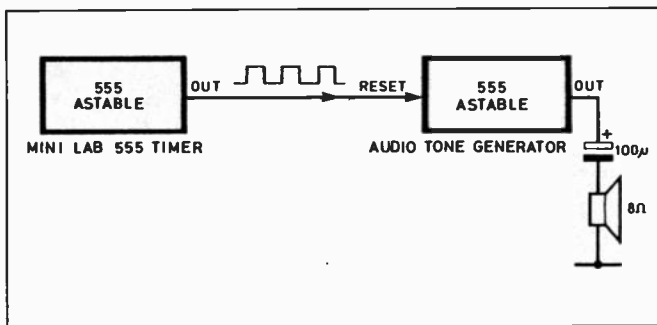 555
ASTABLE
OUT
MINI LAB 555 TIMER
RESET
555
ASTABLE
OUT
AUDIO TONE GENERATOR
+
100µ
8Ω